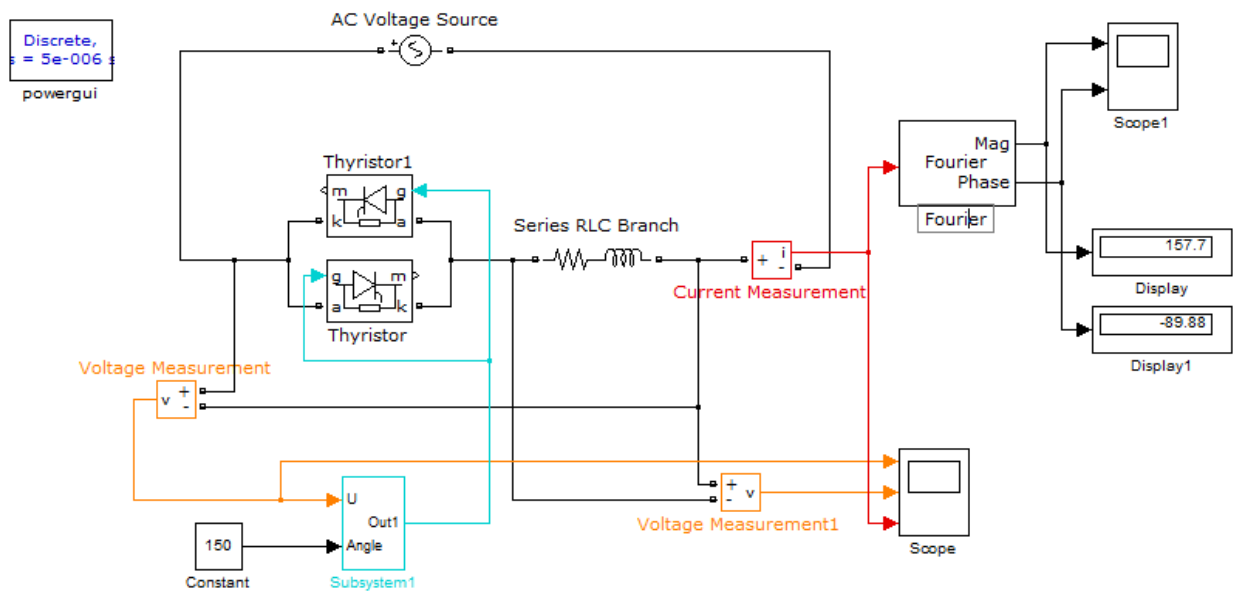 AC Voltage Source
+
Discrete,
s = 5e-006 s
powergui
Scope1
Mag
Fourier
Phase
Fourier
Thyristor1
m
g
k
a
g
m
a
k
Thyristor
Series RLC Branch
+
i
-
Current Measurement
157.7
Display
-89.88
Display1
Voltage Measurement
v
+
-
U
Out1
Angle
Subsystem1
150
Constant
+
-
v
Voltage Measurement1
Scope